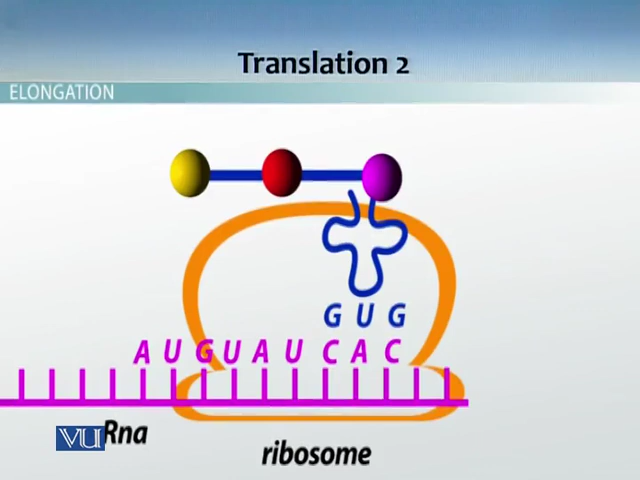 Translation 2
ELONGATION
G U G
A U G U A U C A C
VU Rna
ribosome